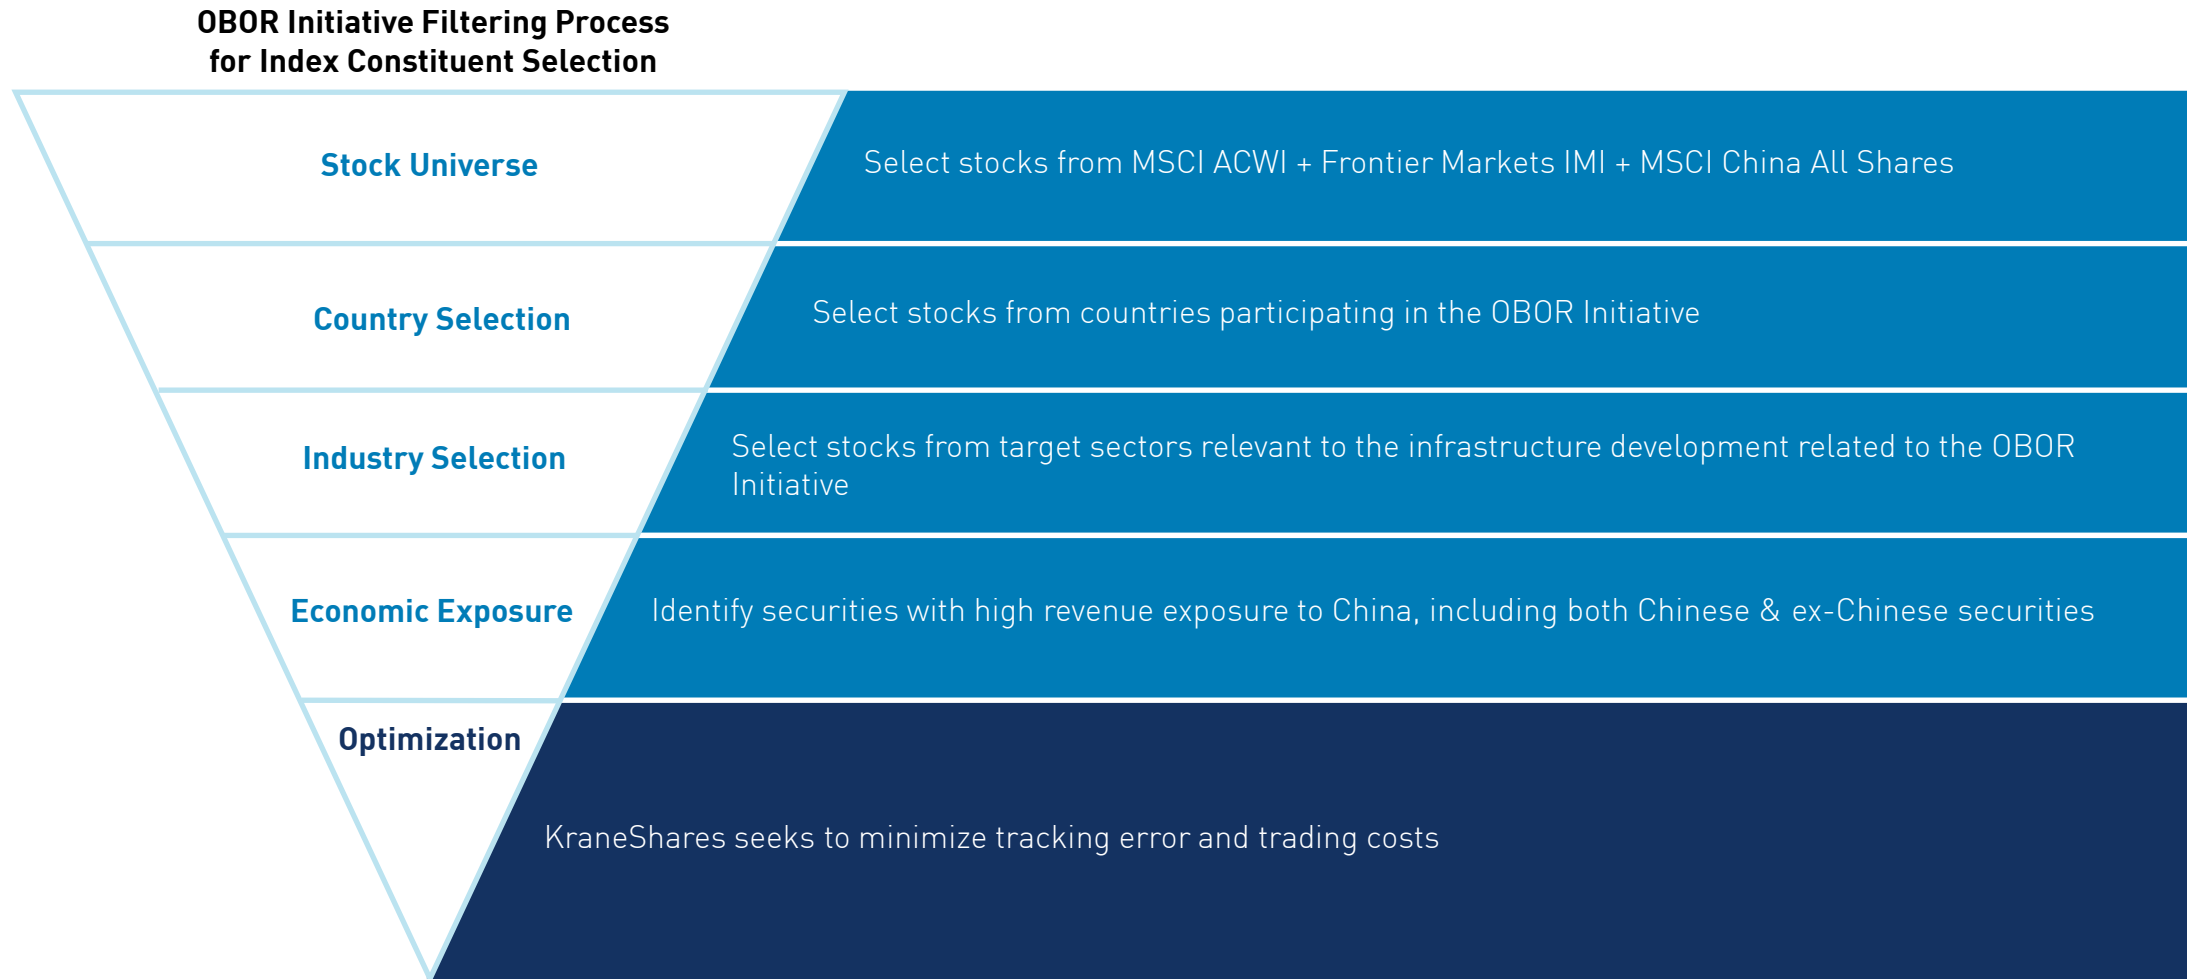 OBOR Initiative Filtering Process
for Index Constituent Selection
Stock Universe
Select stocks from MSCI ACWI + Frontier Markets IMI + MSCI China All Shares
Country Selection
Select stocks from countries participating in the OBOR Initiative
Industry Selection
Select stocks from target sectors relevant to the infrastructure development related to the OBOR
Initiative
Economic Exposure
Identify securities with high revenue exposure to China, including both Chinese & ex-Chinese securities
Optimization
KraneShares seeks to minimize tracking error and trading costs